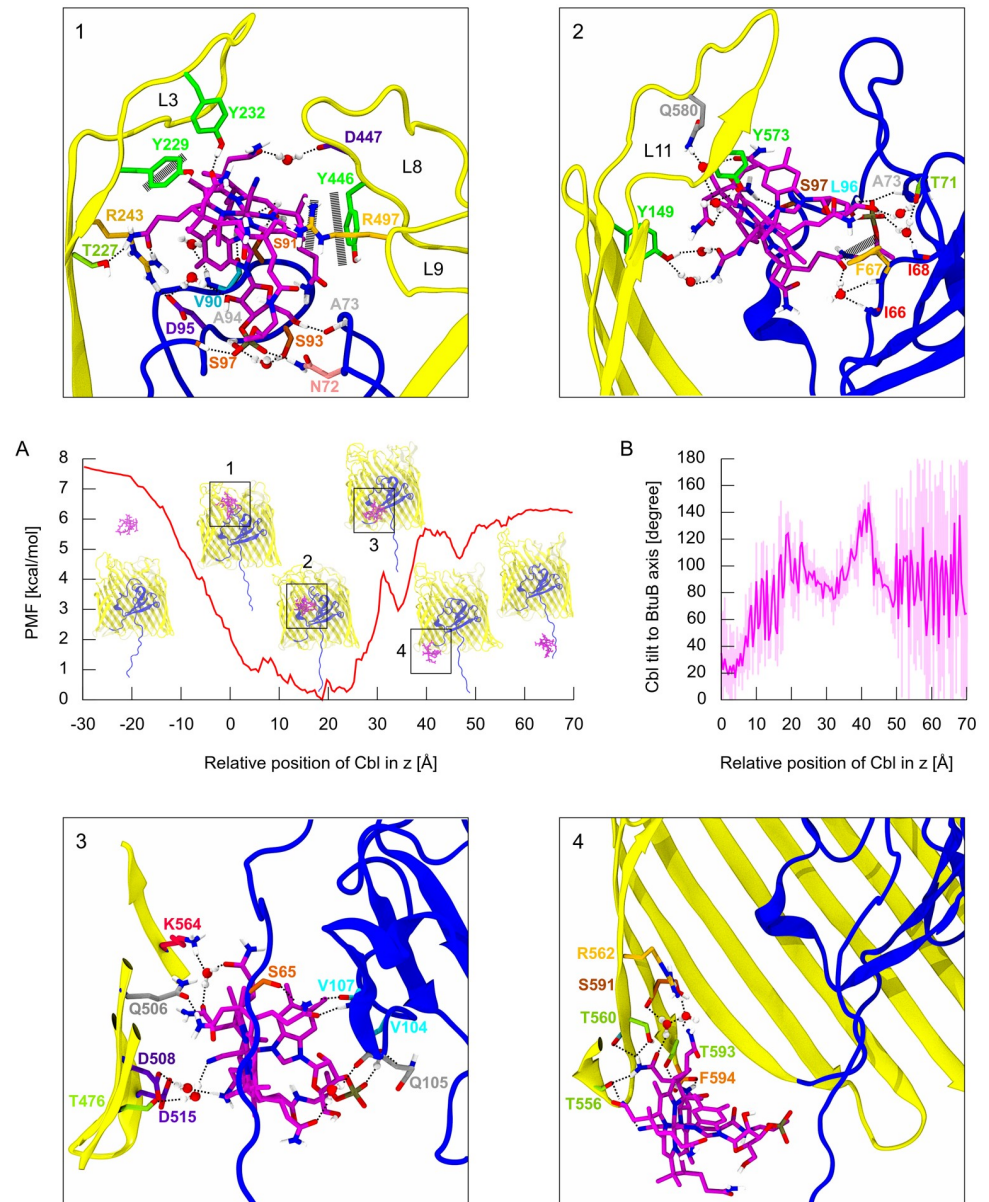 1
L3
Y232
D447
Y229
L8
Y446
R243
R497
S91
T227
L9
V90
A94
A73
D95
S93
S97
N72
2
Q580
Y573
L11
S97 L96 A73 T71
Y149
F67 I68
I66
A
PMF [kcal/mol]
8
7
6
5
4
3
2
1
0
-30 -20 -10 0 10 20 30 40 50 60 70
Relative position of Cbl in z [Å]
1
2
3
4
B
Cbl tilt to BtuB axis [degree]
180
160
140
120
100
80
60
40
20
0
0 10 20 30 40 50 60 70
Relative position of Cbl in z [Å]
3
K564
S65
V107
Q506
V104
D508
Q105
T476
D515
4
R562
S591
T560
T593
F594
T556